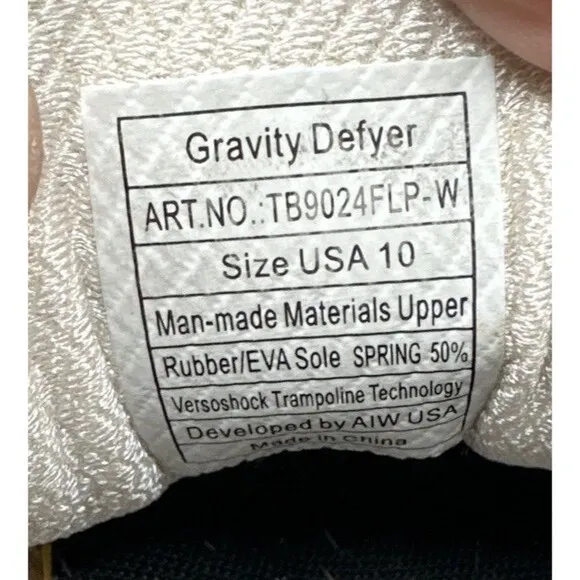 Gravity Defyer
ART.NO.:TB9024FLP-W
Size USA 10
Man-made Materials Upper
Rubber/EVA Sole SPRING 50%
Versoshock Trampoline Technology
Developed by AIW USA
Made in China